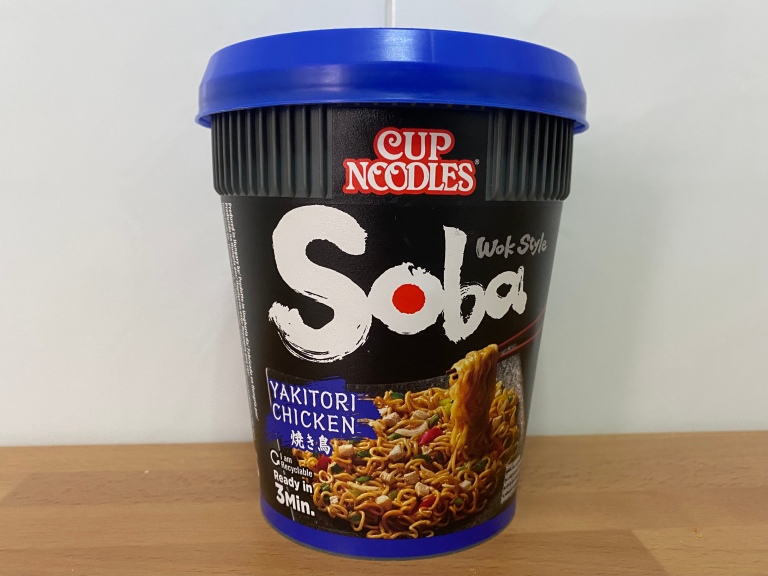 CUP
NOODLES®
Wok Style
Soba
YAKITORI
CHICKEN
焼き鳥
I am
Recyclable
Ready in
3Min.